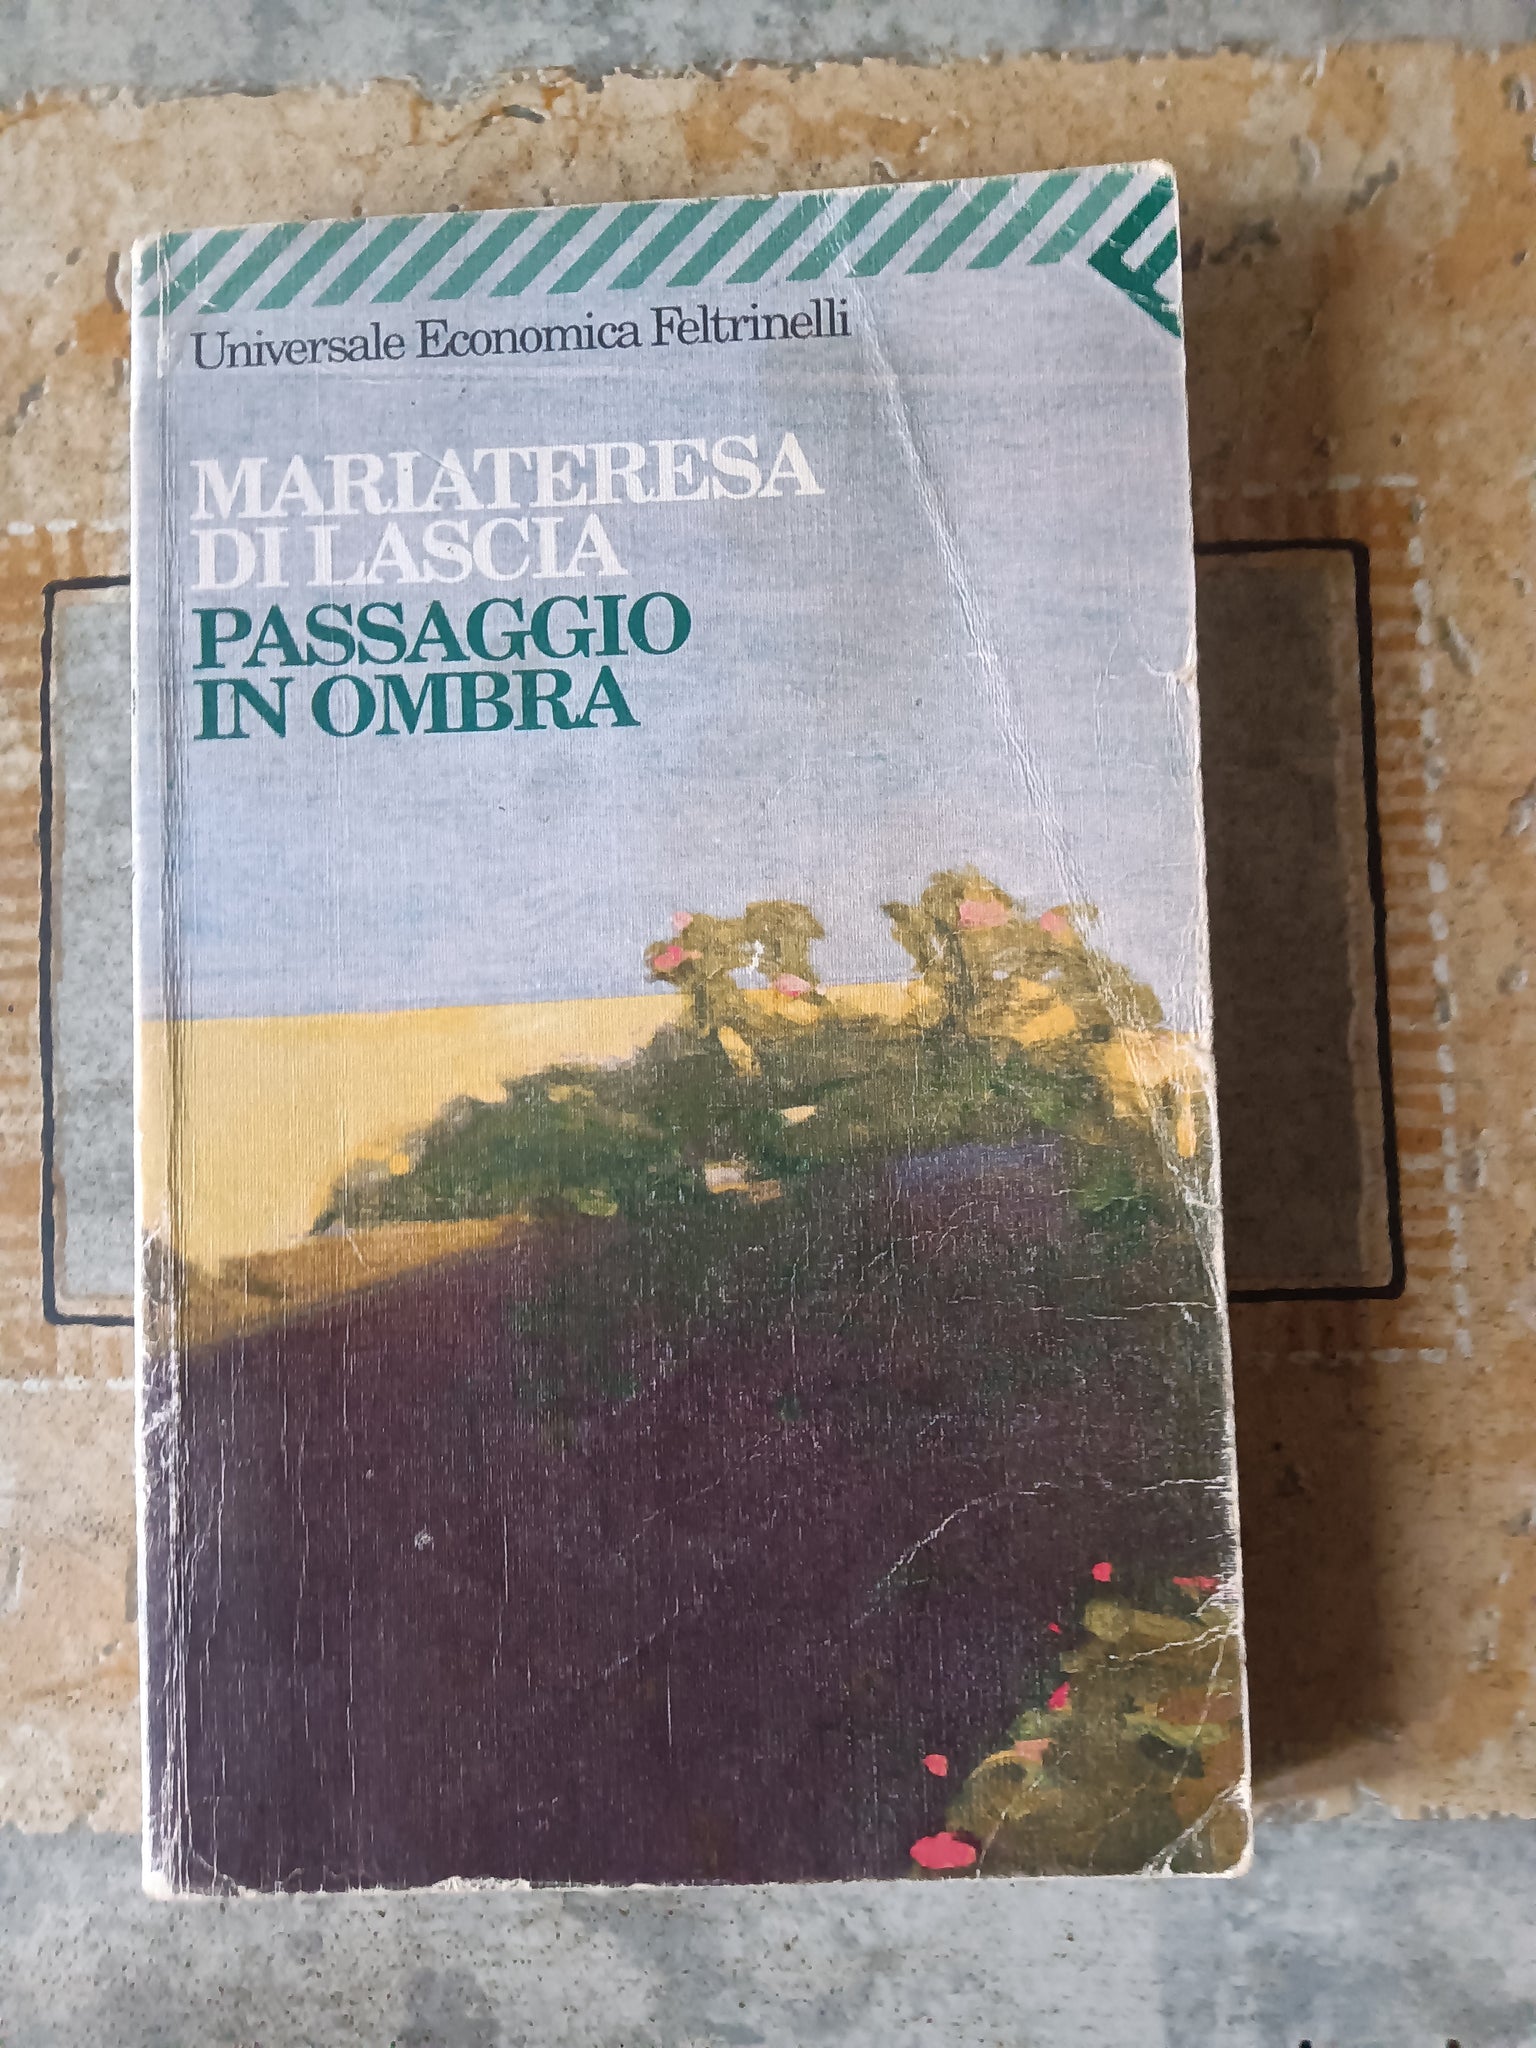 Universale Economica Feltrinelli
MARIATERESA
DI LASCIA
PASSAGGIO
IN OMBRA